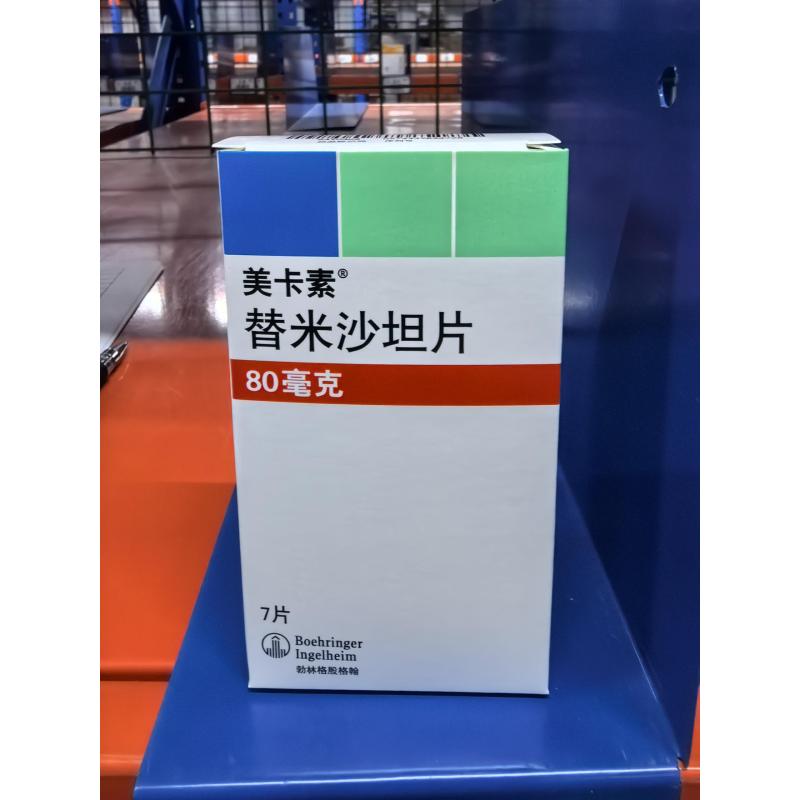 美卡素®
替米沙坦片
80毫克
7片
Boehringer
Ingelheim
勃林格殷格翰